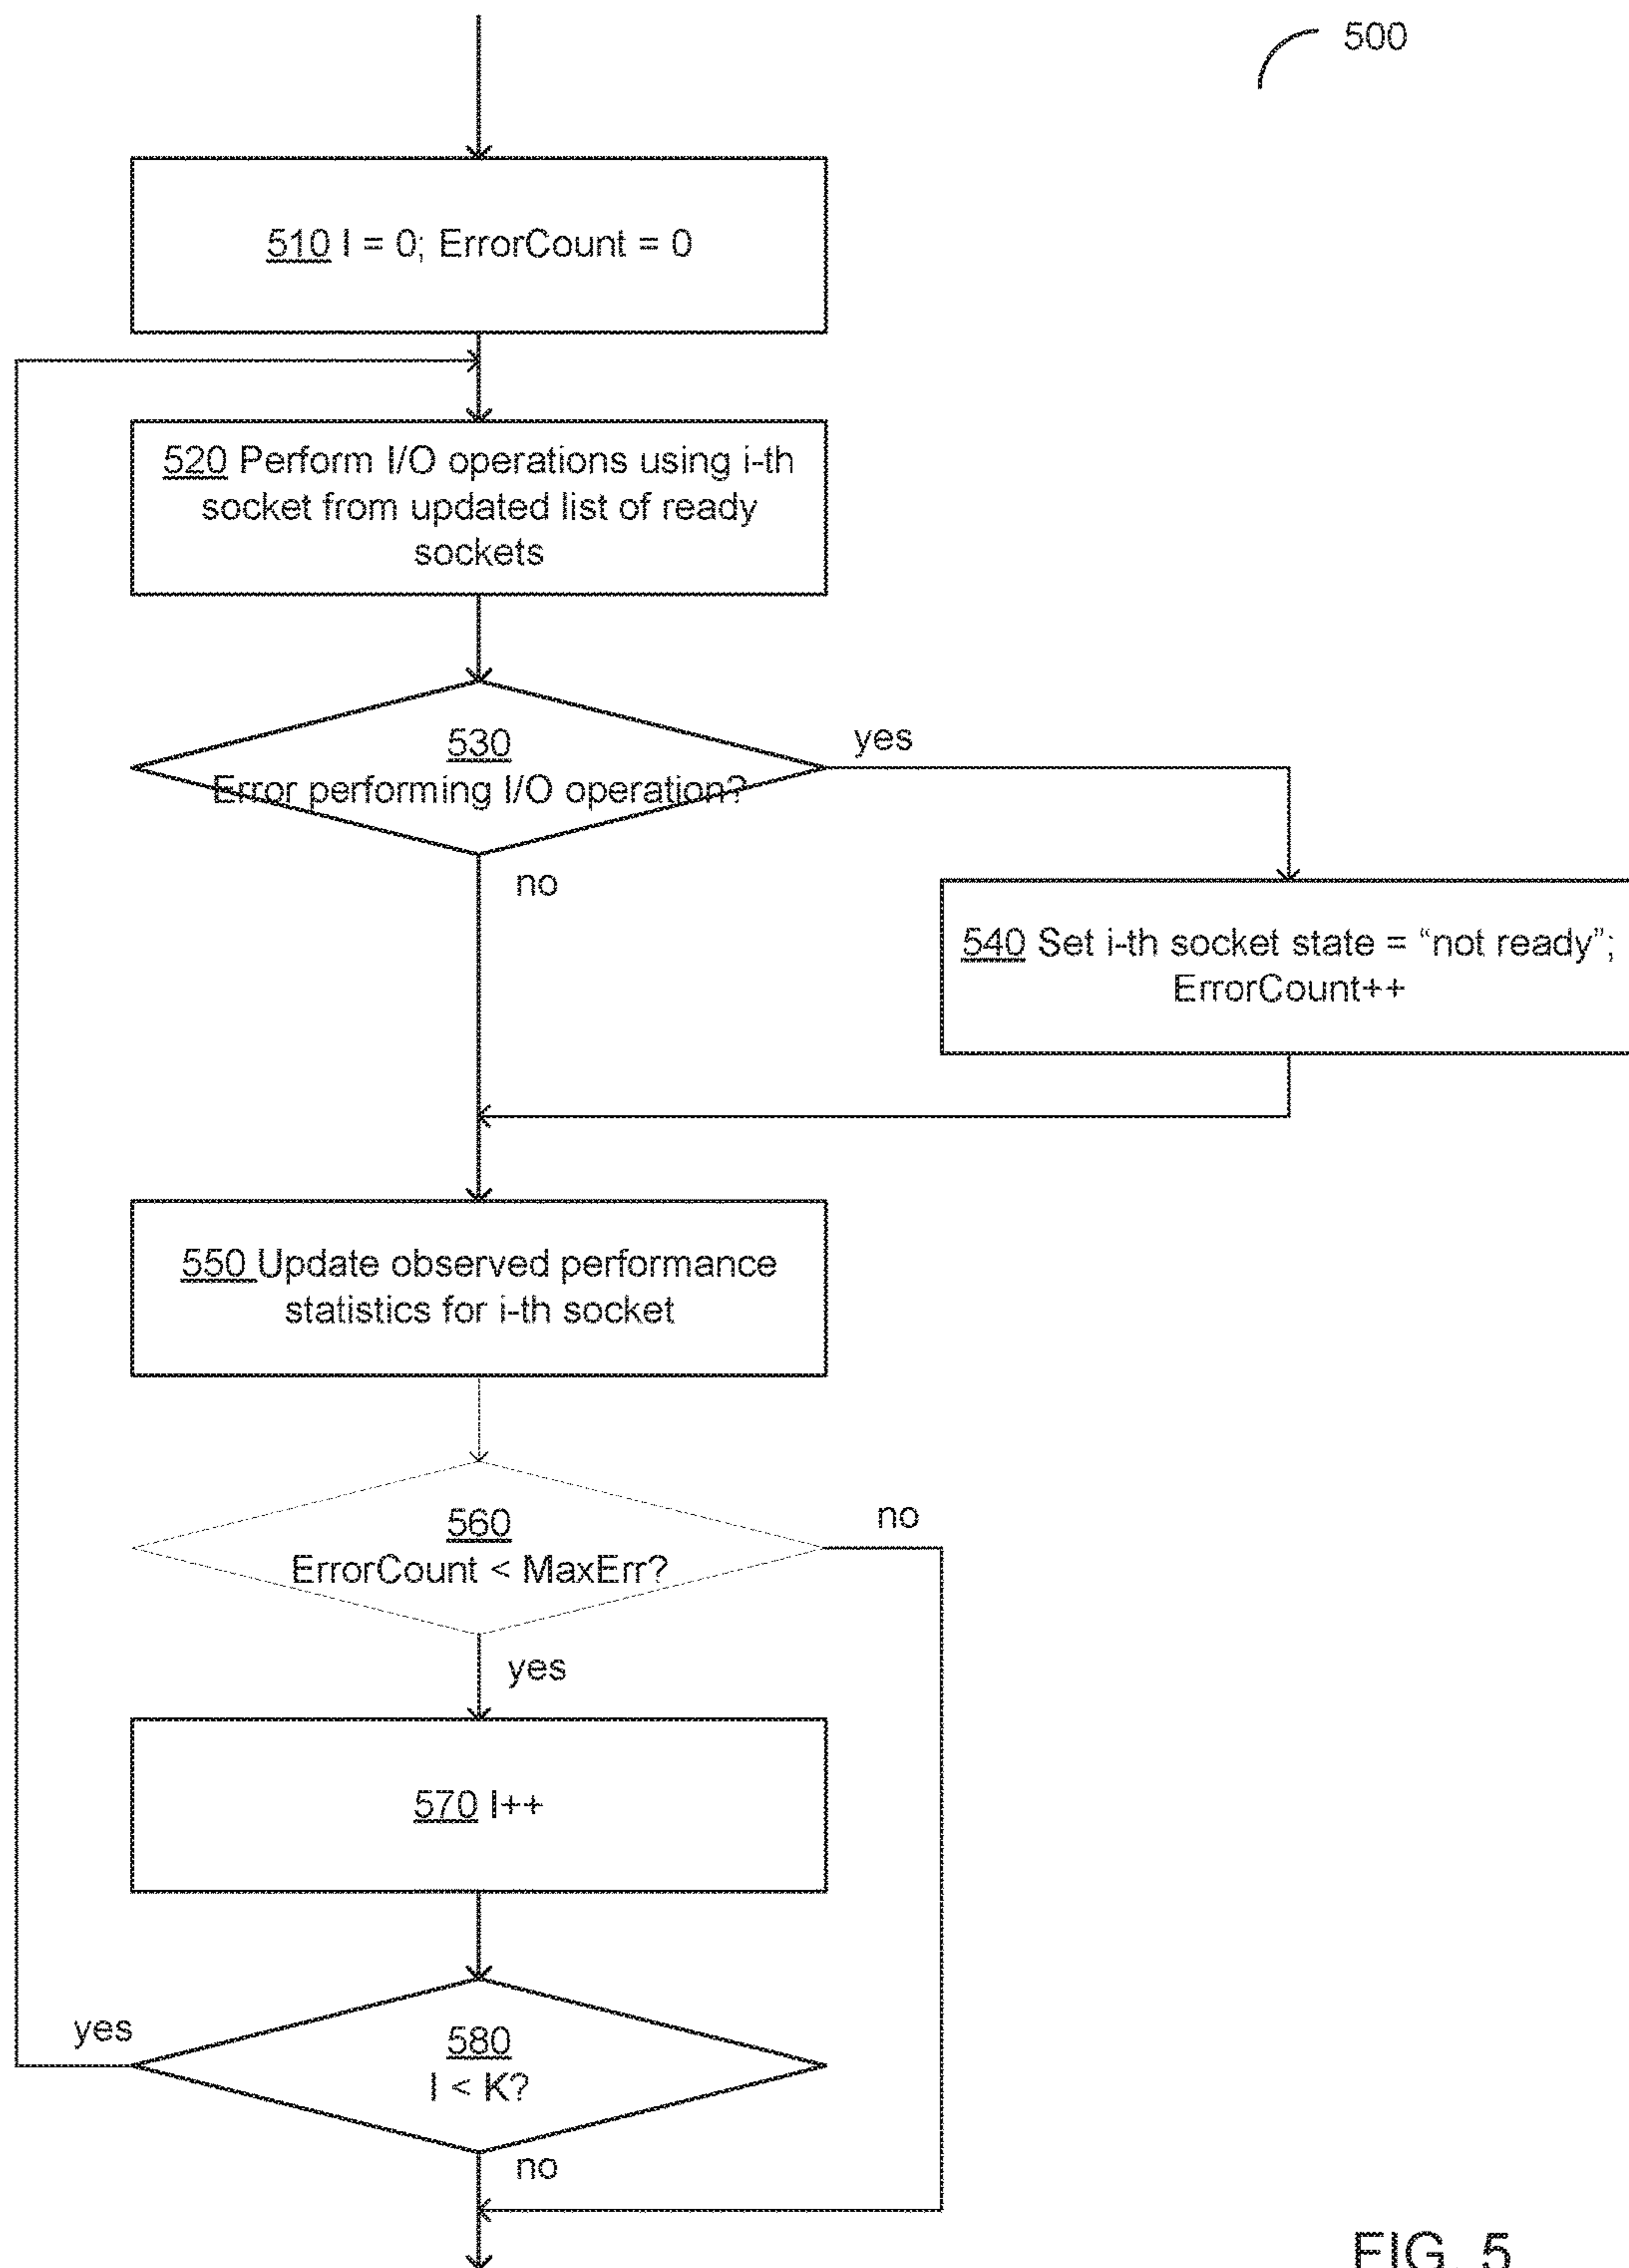 500
510 I = 0; ErrorCount = 0
520 Perform I/O operations using i-th
socket from updated list of ready
sockets
530
Error performing I/O operation?
yes
no
540 Set i-th socket state = “not ready”;
ErrorCount++
550 Update observed performance
statistics for i-th socket
560
ErrorCount < MaxErr?
no
yes
570 I++
580
I < K?
yes
no
FIG. 5